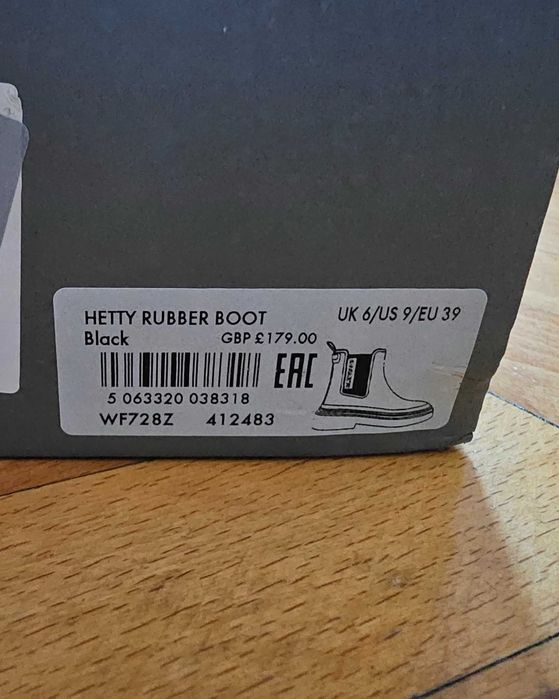 HETTY RUBBER BOOT UK 6/US 9/EU 39
Black GBP £179.00
EAC
5 063320 038318
WF728Z 412483